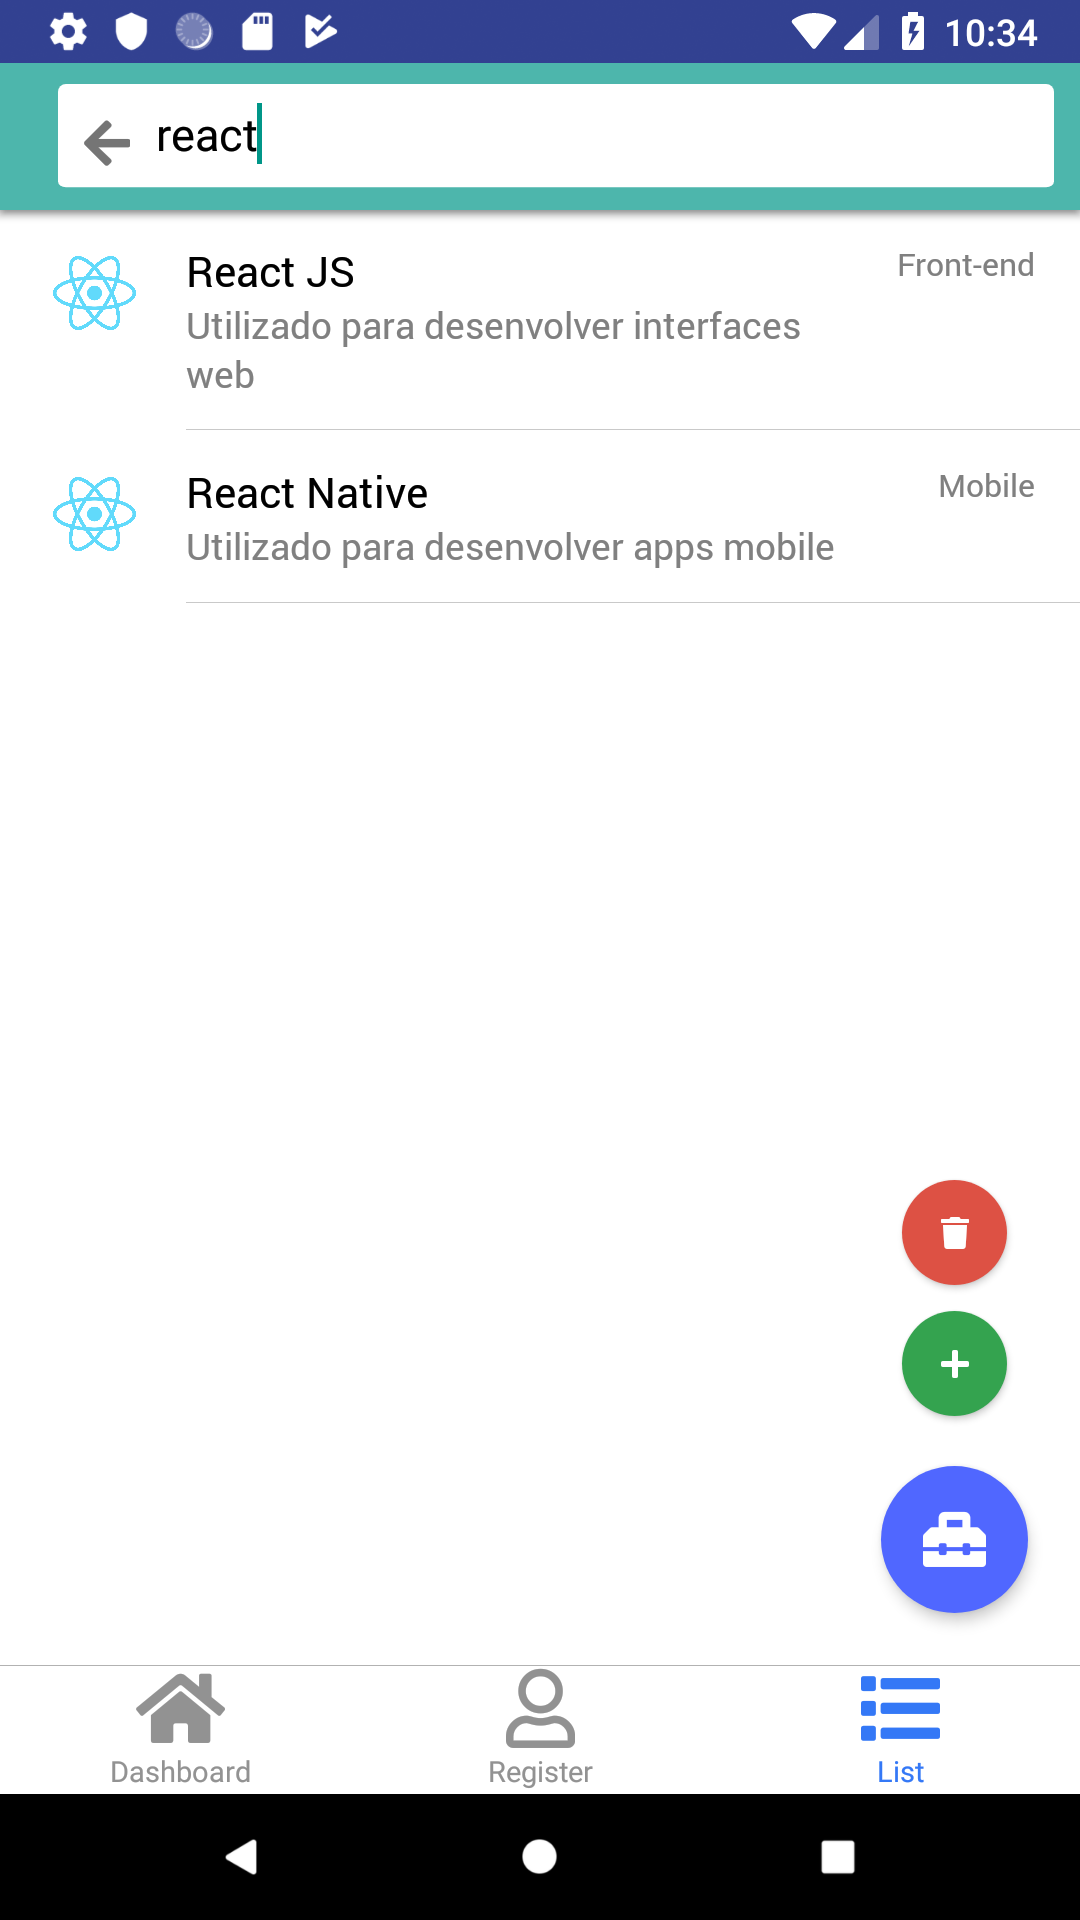 10:34
react
React JS
Front-end
Utilizado para desenvolver interfaces
web
React Native
Mobile
Utilizado para desenvolver apps mobile
Dashboard
Register
List